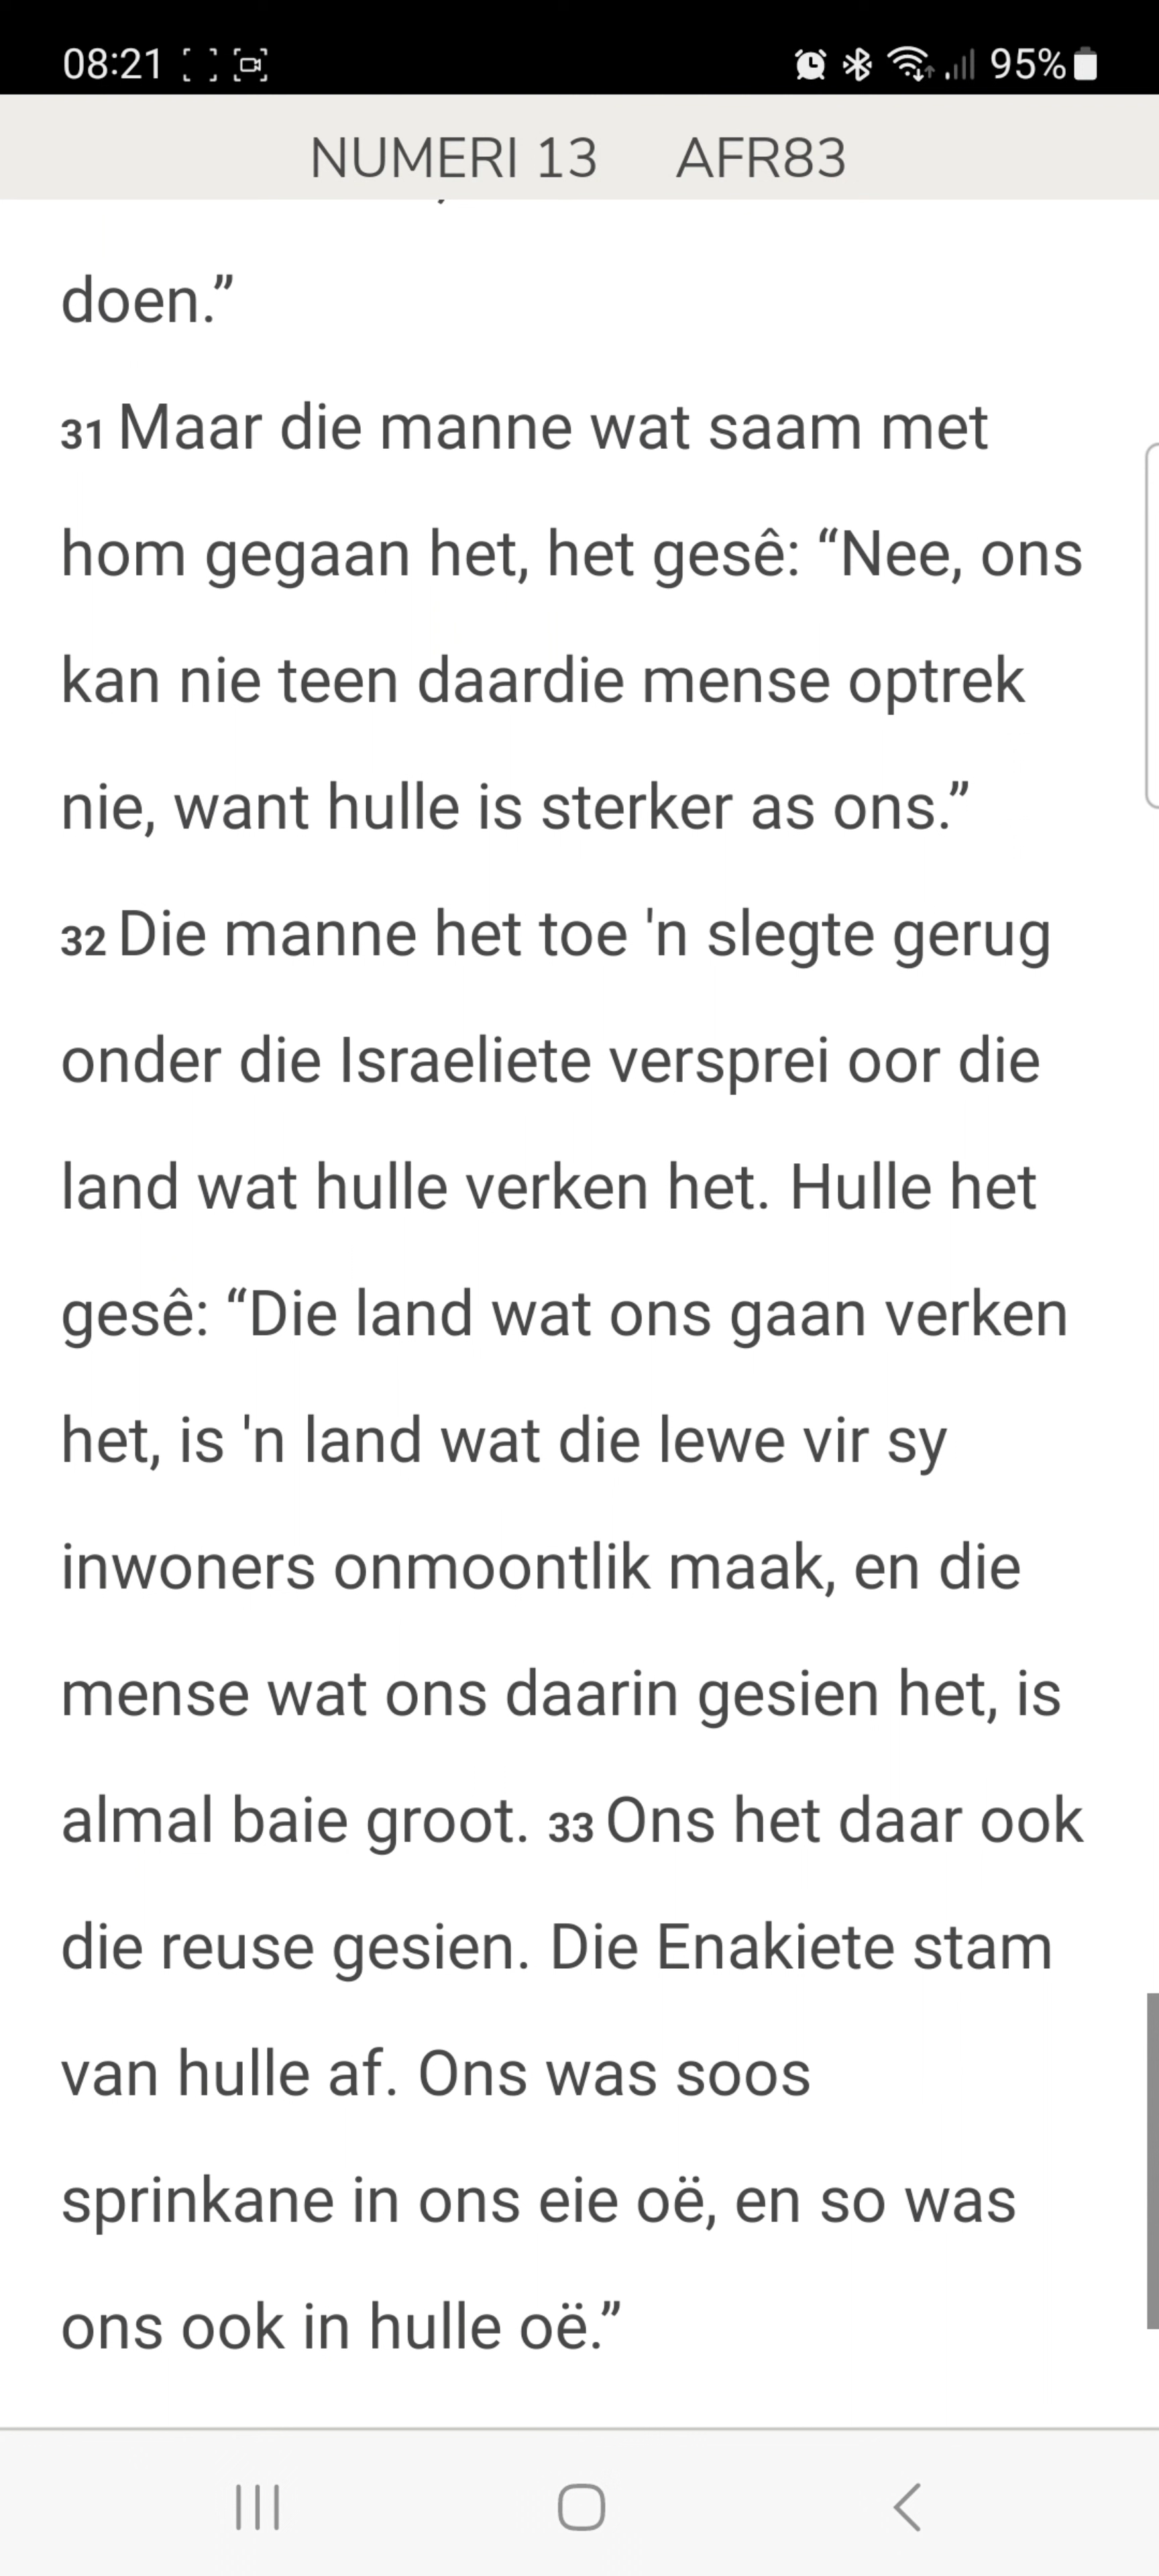 08:21 95%
NUMERI 13 AFR83
doen.”
31 Maar die manne wat saam met
hom gegaan het, het gesê: “Nee, ons
kan nie teen daardie mense optrek
nie, want hulle is sterker as ons.”
32 Die manne het toe 'n slegte gerug
onder die Israeliete versprei oor die
land wat hulle verken het. Hulle het
gesê: “Die land wat ons gaan verken
het, is 'n land wat die lewe vir sy
inwoners onmoontlik maak, en die
mense wat ons daarin gesien het, is
almal baie groot. 33 Ons het daar ook
die reuse gesien. Die Enakiete stam
van hulle af. Ons was soos
sprinkane in ons eie oë, en so was
ons ook in hulle oë.”